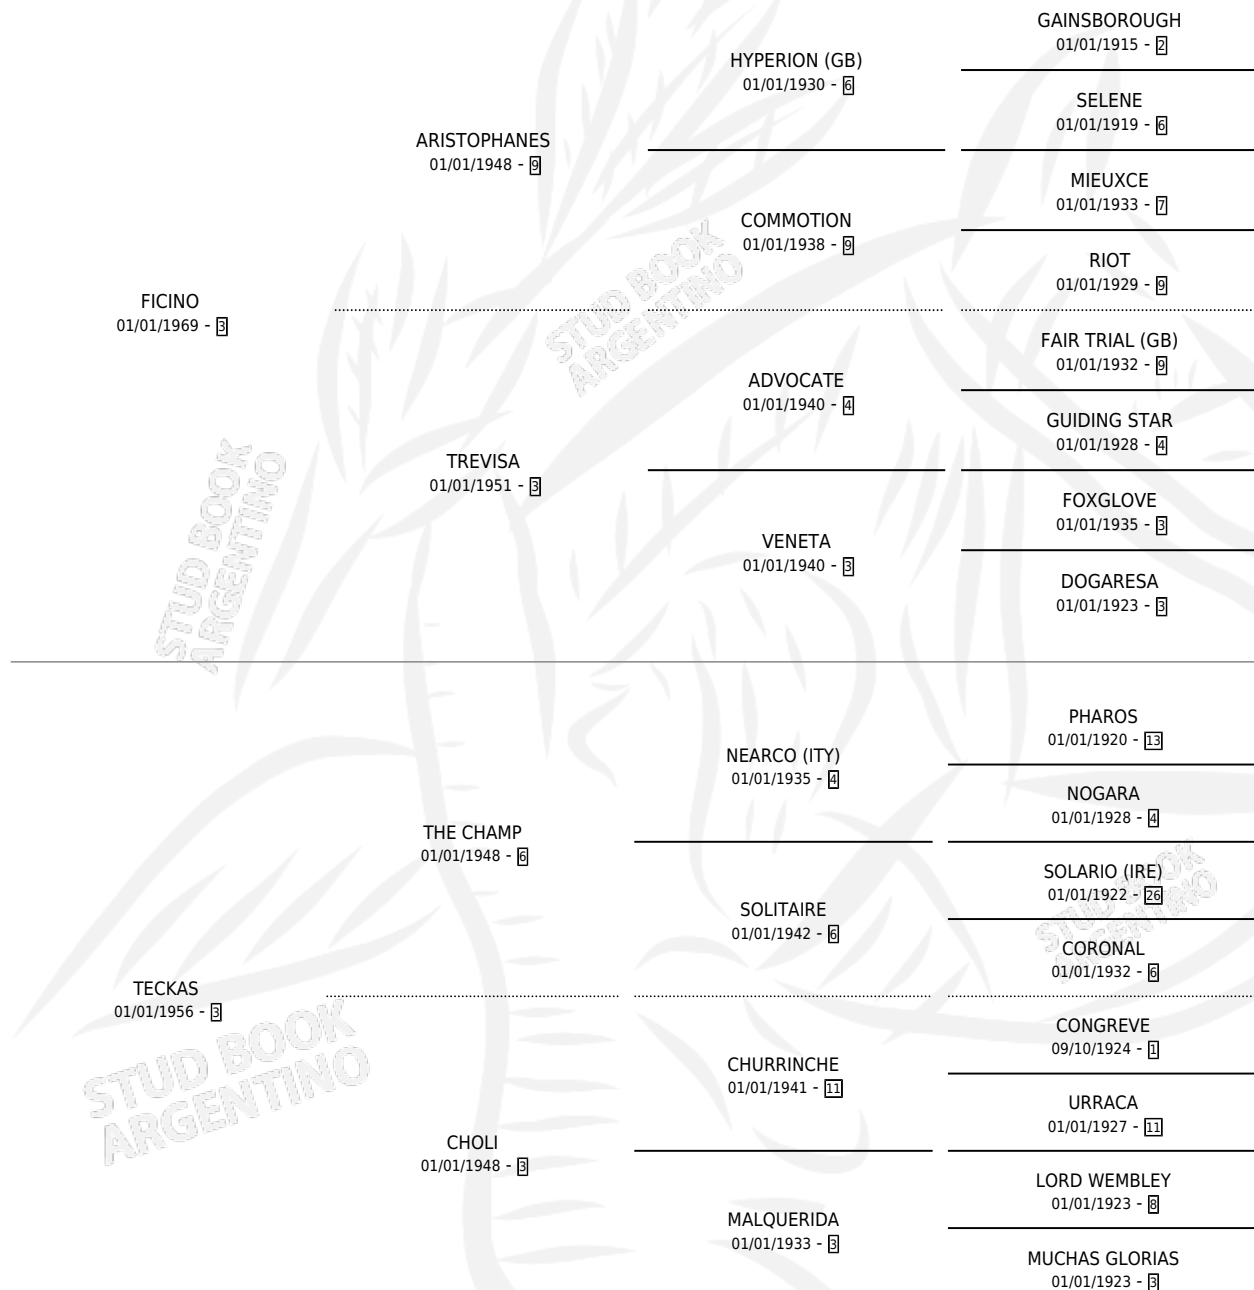 GAINSBOROUGH
01/01/1915 - 2
HYPERION (GB)
01/01/1930 - 6
SELENE
01/01/1919 - 6
ARISTOPHANES
01/01/1948 - 9
MIEUXCE
01/01/1933 - 7
COMMOTION
01/01/1938 - 9
RIOT
01/01/1929 - 9
FICINO
01/01/1969 - 3
FAIR TRIAL (GB)
01/01/1932 - 9
ADVOCATE
01/01/1940 - 4
GUIDING STAR
01/01/1928 - 4
TREVISA
01/01/1951 - 3
FOXGLOVE
01/01/1935 - 3
VENETA
01/01/1940 - 3
DOGARESA
01/01/1923 - 3
PHAROS
01/01/1920 - 13
NEARCO (ITY)
01/01/1935 - 4
NOGARA
01/01/1928 - 4
THE CHAMP
01/01/1948 - 6
SOLARIO (IRE)
01/01/1922 - 26
SOLITAIRE
01/01/1942 - 6
CORONAL
01/01/1932 - 6
TECKAS
01/01/1956 - 3
CONGREVE
09/10/1924 - 1
CHURRINCHE
01/01/1941 - 11
URRACA
01/01/1927 - 11
CHOLI
01/01/1948 - 3
LORD WEMBLEY
01/01/1923 - 8
MALQUERIDA
01/01/1933 - 3
MUCHAS GLORIAS
01/01/1923 - 3
STUD BOOK
ARGENTINO
STUD BOOK
ARGENTINO
STUD BOOK
ARGENTINO
STUD BOOK
ARGENTINO